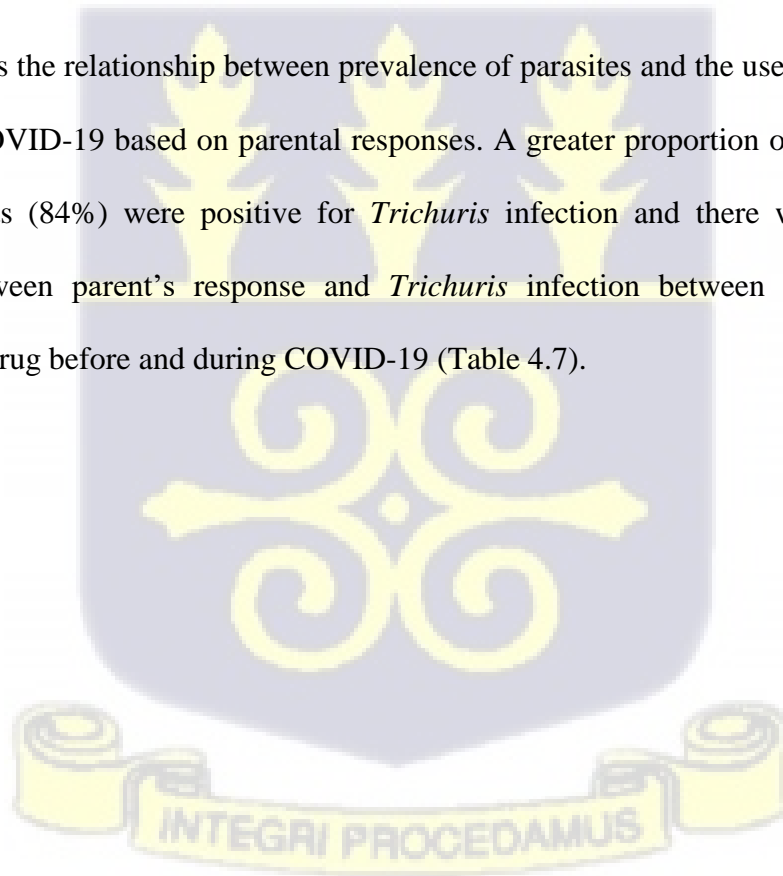 s the relationship between prevalence of parasites and the use
OVID-19 based on parental responses. A greater proportion o
s (84%) were positive for Trichuris infection and there w
ween parent's response and Trichuris infection between
rug before and during COVID-19 (Table 4.7).
INTEGRI PROCEDAMUS